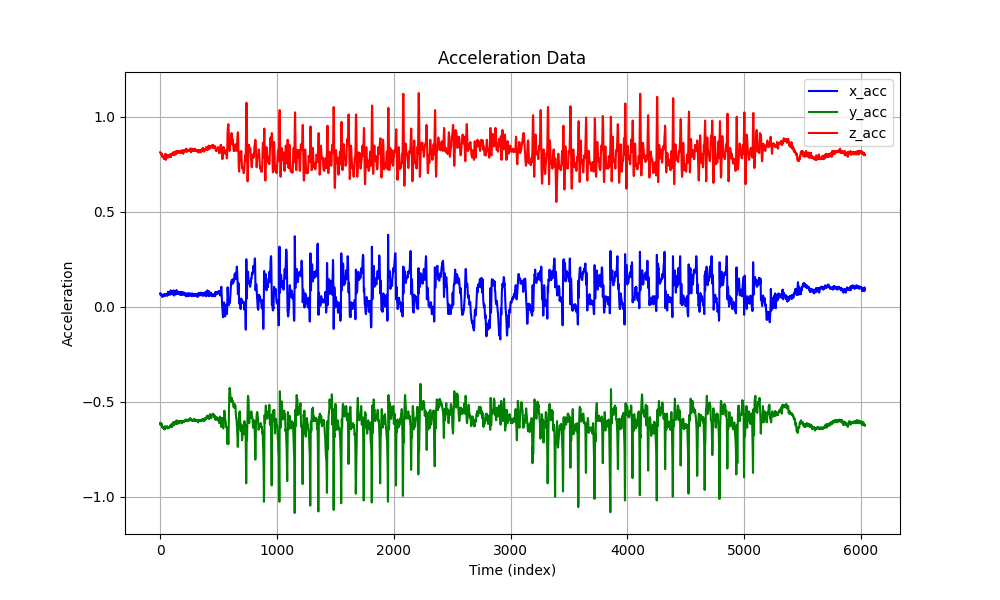 Acceleration Data
x_acc
y_acc
z_acc
1.0
0.5
0.0
−0.5
−1.0
Acceleration
0 1000 2000 3000 4000 5000 6000
Time (index)